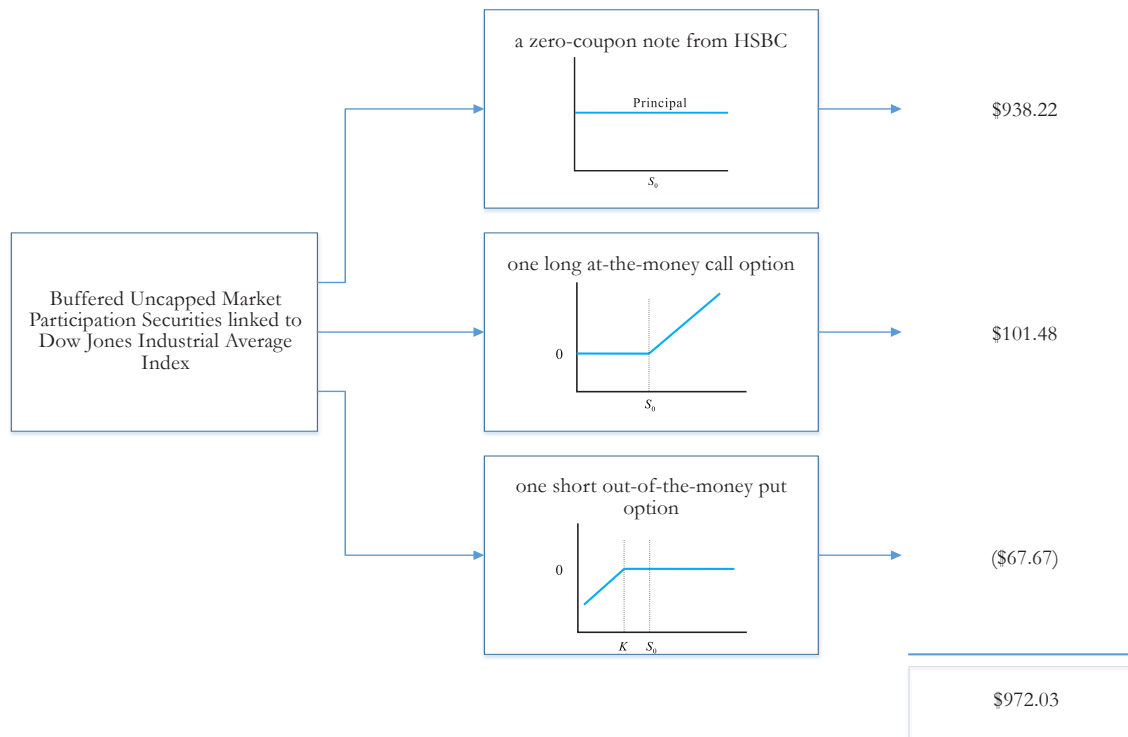 a zero-coupon note from HSBC
Principal
S₀
$938.22
Buffered Uncapped Market
Participation Securities linked to
Dow Jones Industrial Average
Index
one long at-the-money call option
0
S₀
$101.48
one short out-of-the-money put
option
0
K S₀
($67.67)
$972.03